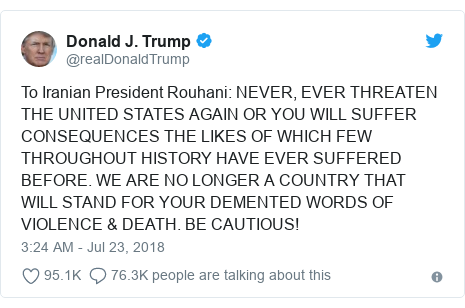 Donald J. Trump
@realDonaldTrump
To Iranian President Rouhani: NEVER, EVER THREATEN
THE UNITED STATES AGAIN OR YOU WILL SUFFER
CONSEQUENCES THE LIKES OF WHICH FEW
THROUGHOUT HISTORY HAVE EVER SUFFERED
BEFORE. WE ARE NO LONGER A COUNTRY THAT
WILL STAND FOR YOUR DEMENTED WORDS OF
VIOLENCE & DEATH. BE CAUTIOUS!
3:24 AM - Jul 23, 2018
95.1K 76.3K people are talking about this